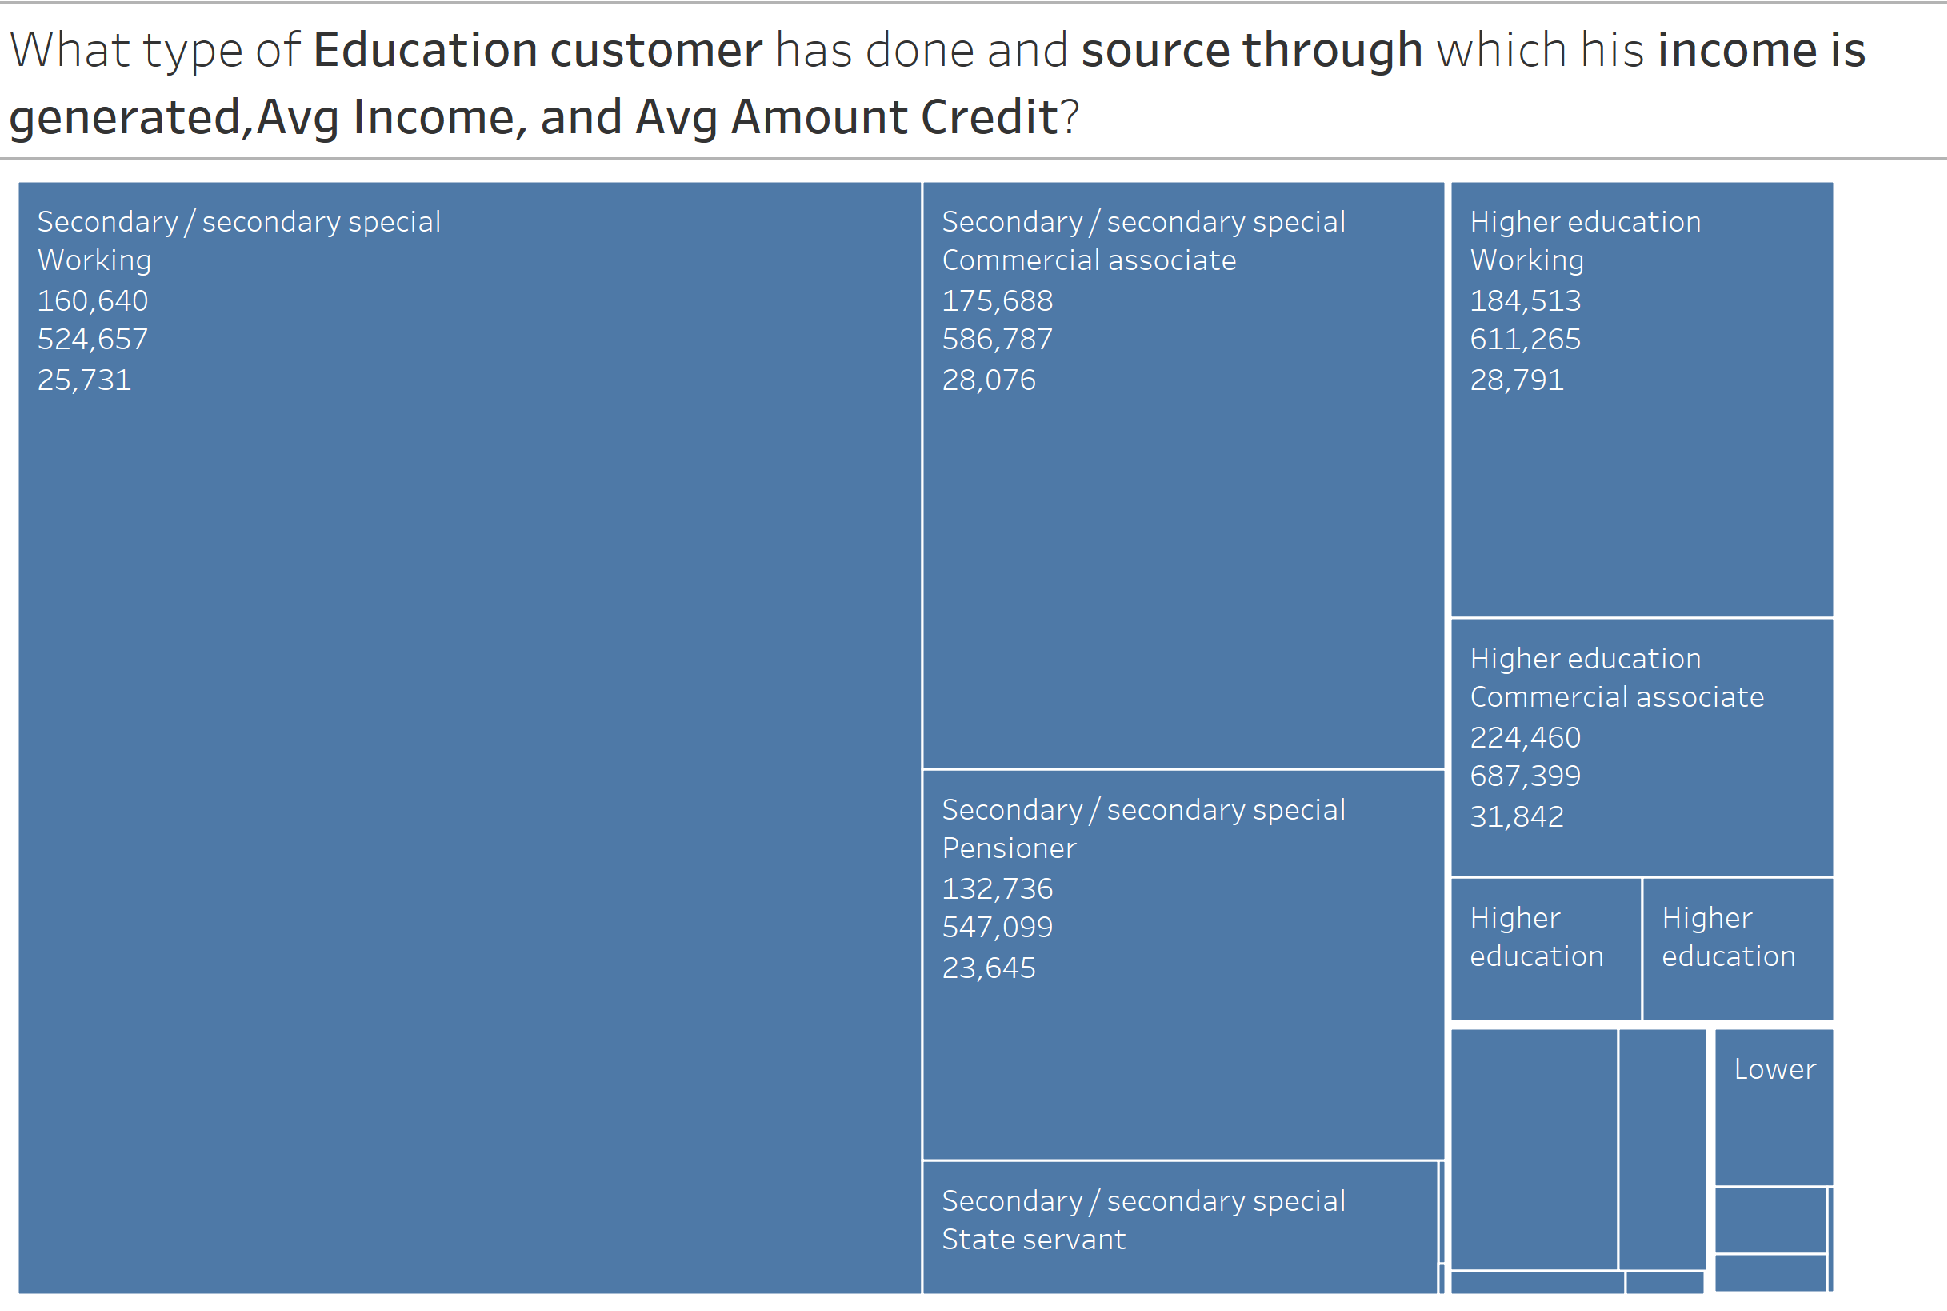 What type of Education customer has done and source through which his income is
generated,Avg Income, and Avg Amount Credit?
Secondary / secondary special
Working
160,640
524,657
25,731
Secondary / secondary special
Commercial associate
175,688
586,787
28,076
Secondary / secondary special
Pensioner
132,736
547,099
23,645
Secondary / secondary special
State servant
Higher education
Working
184,513
611,265
28,791
Higher education
Commercial associate
224,460
687,399
31,842
Higher
education
Higher
education
Lower